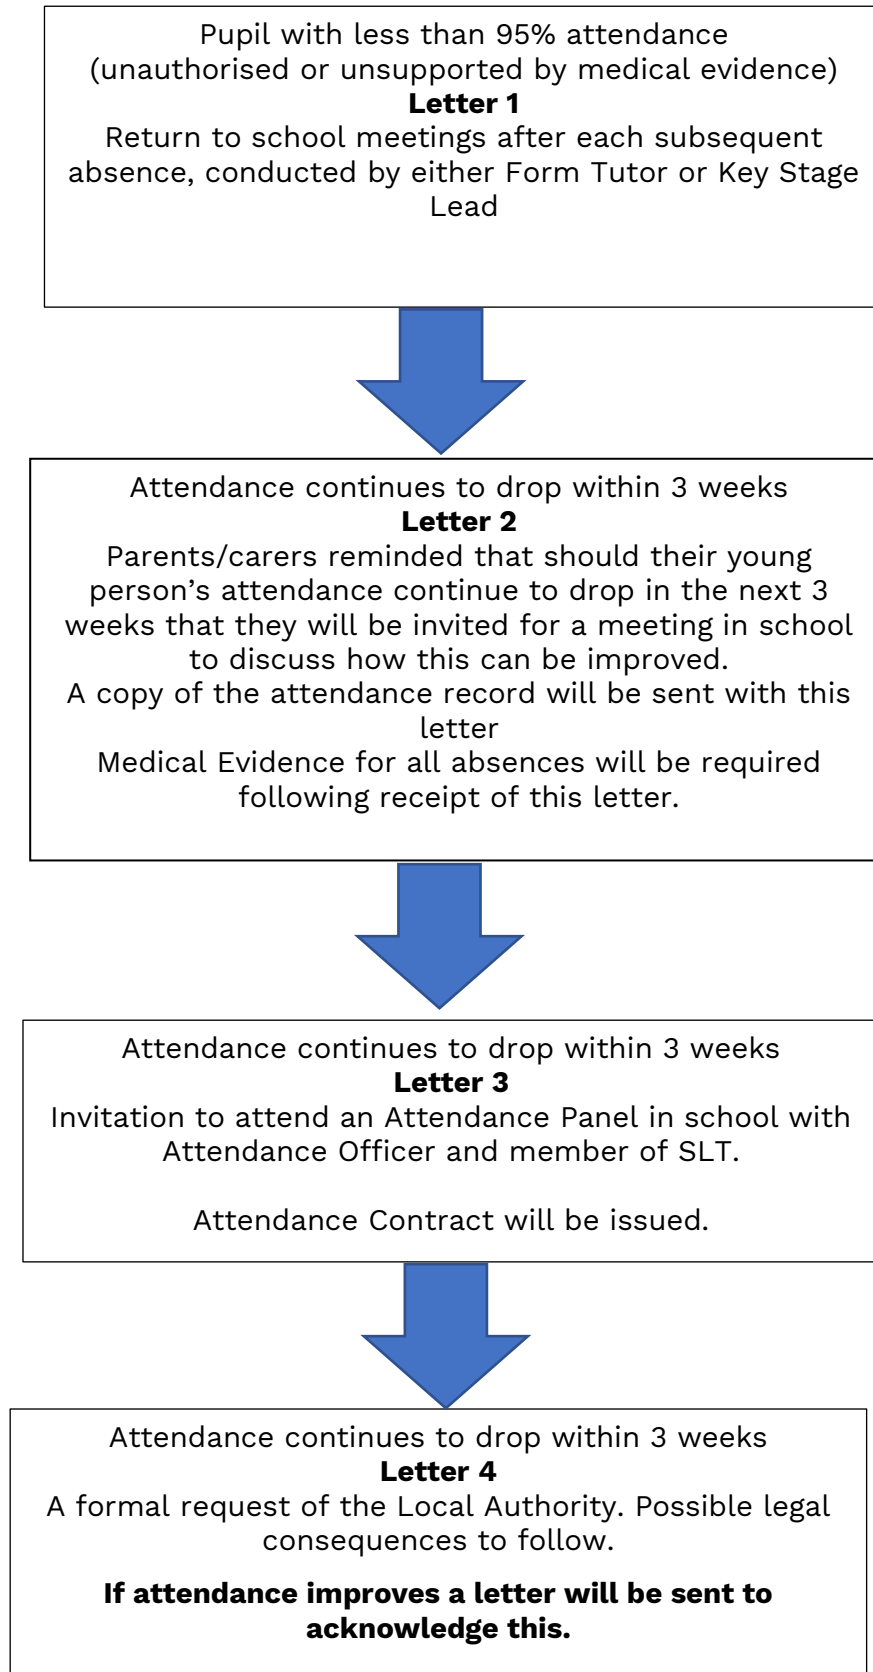 Pupil with less than 95% attendance
(unauthorised or unsupported by medical evidence)
Letter 1
Return to school meetings after each subsequent
absence, conducted by either Form Tutor or Key Stage
Lead
Attendance continues to drop within 3 weeks
Letter 2
Parents/carers reminded that should their young
person’s attendance continue to drop in the next 3
weeks that they will be invited for a meeting in school
to discuss how this can be improved.
A copy of the attendance record will be sent with this
letter
Medical Evidence for all absences will be required
following receipt of this letter.
Attendance continues to drop within 3 weeks
Letter 3
Invitation to attend an Attendance Panel in school with
Attendance Officer and member of SLT.
Attendance Contract will be issued.
Attendance continues to drop within 3 weeks
Letter 4
A formal request of the Local Authority. Possible legal
consequences to follow.
If attendance improves a letter will be sent to
acknowledge this.